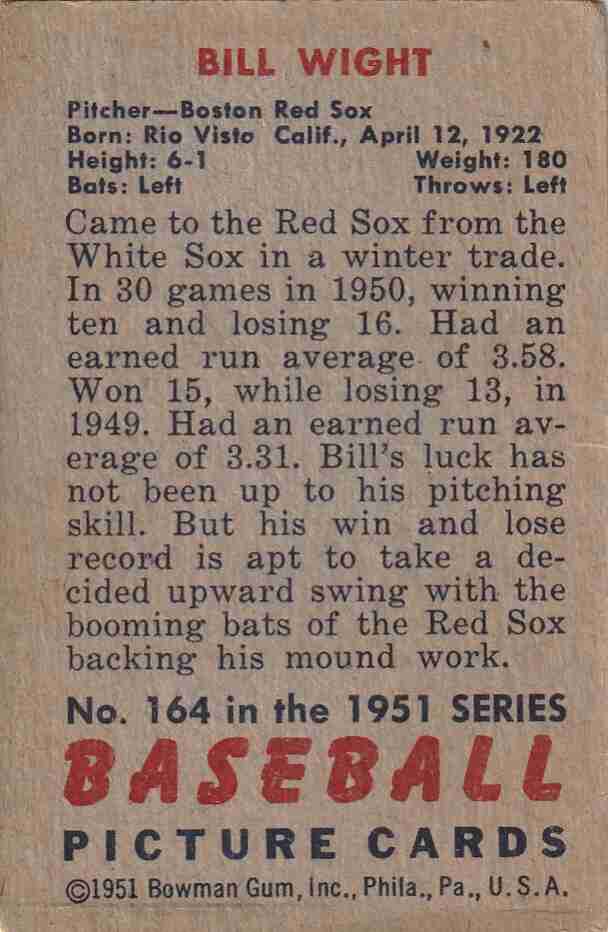 BILL WIGHT
Pitcher—Boston Red Sox
Born: Rio Vista Calif., April 12, 1922
Height: 6-1 Weight: 180
Bats: Left Throws: Left
Came to the Red Sox from the
White Sox in a winter trade.
In 30 games in 1950, winning
ten and losing 16. Had an
earned run average of 3.58.
Won 15, while losing 13, in
1949. Had an earned run av-
erage of 3.31. Bill's luck has
not been up to his pitching
skill. But his win and lose
record is apt to take a de-
cided upward swing with the
booming bats of the Red Sox
backing his mound work.
No. 164 in the 1951 SERIES
BASEBALL
PICTURE CARDS
©1951 Bowman Gum, Inc., Phila., Pa., U.S.A.